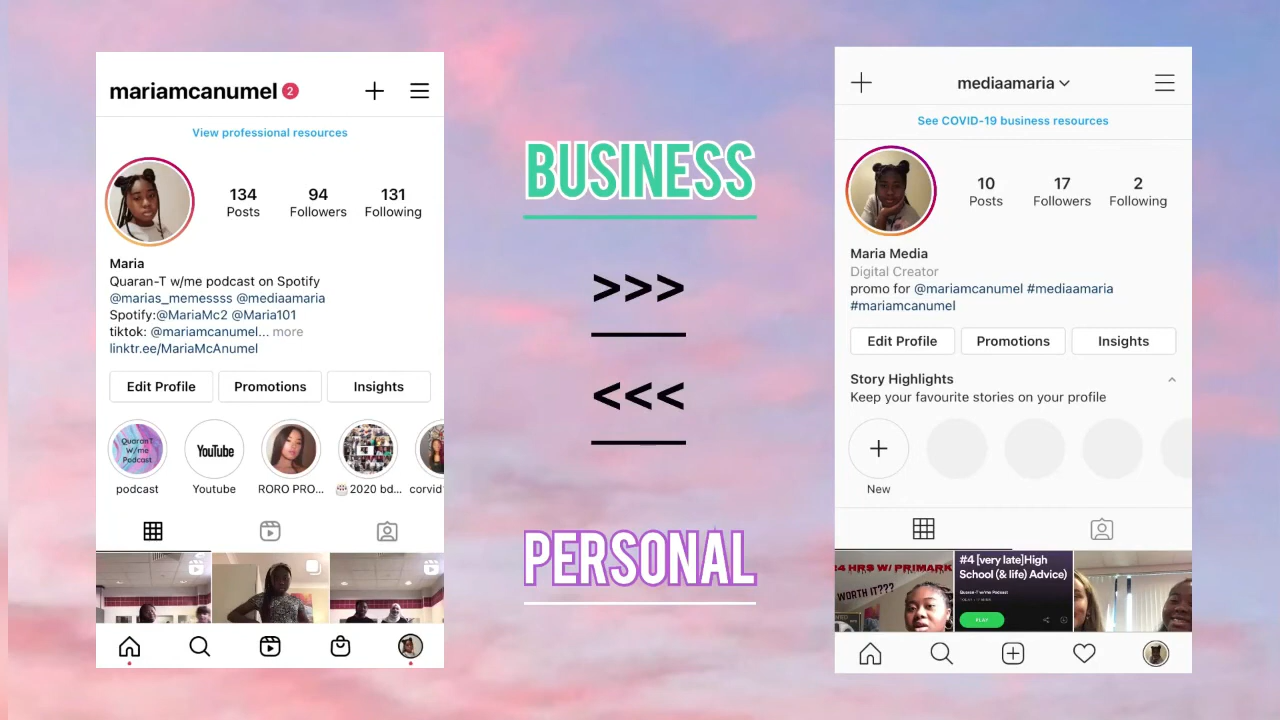 mariamcanumel 2
View professional resources
134 94 131
Posts Followers Following
Maria
Quaran-T w/me podcast on Spotify
@marias_memessss @mediaamaria
Spotify:@MariaMc2 @Maria101
tiktok: @mariamcanumel... more
linktr.ee/MariaMcAnumel
Edit Profile Promotions Insights
Quaran-T
w/me
Podcast
YouTube
podcast Youtube RORO PRO... 🎂2020 bd... corvid
BUSINESS
>>>
<<<
PERSONAL
mediaamaria
See COVID-19 business resources
10 17 2
Posts Followers Following
Maria Media
Digital Creator
promo for @mariamcanumel #mediaamaria
#mariamcanumel
Edit Profile Promotions Insights
Story Highlights
Keep your favourite stories on your profile
New
24 HRS W/ PRIMARK
WORTH IT???
#4 [very late]High
School (& life) Advice)
Quaran-T w/me Podcast
PLAY